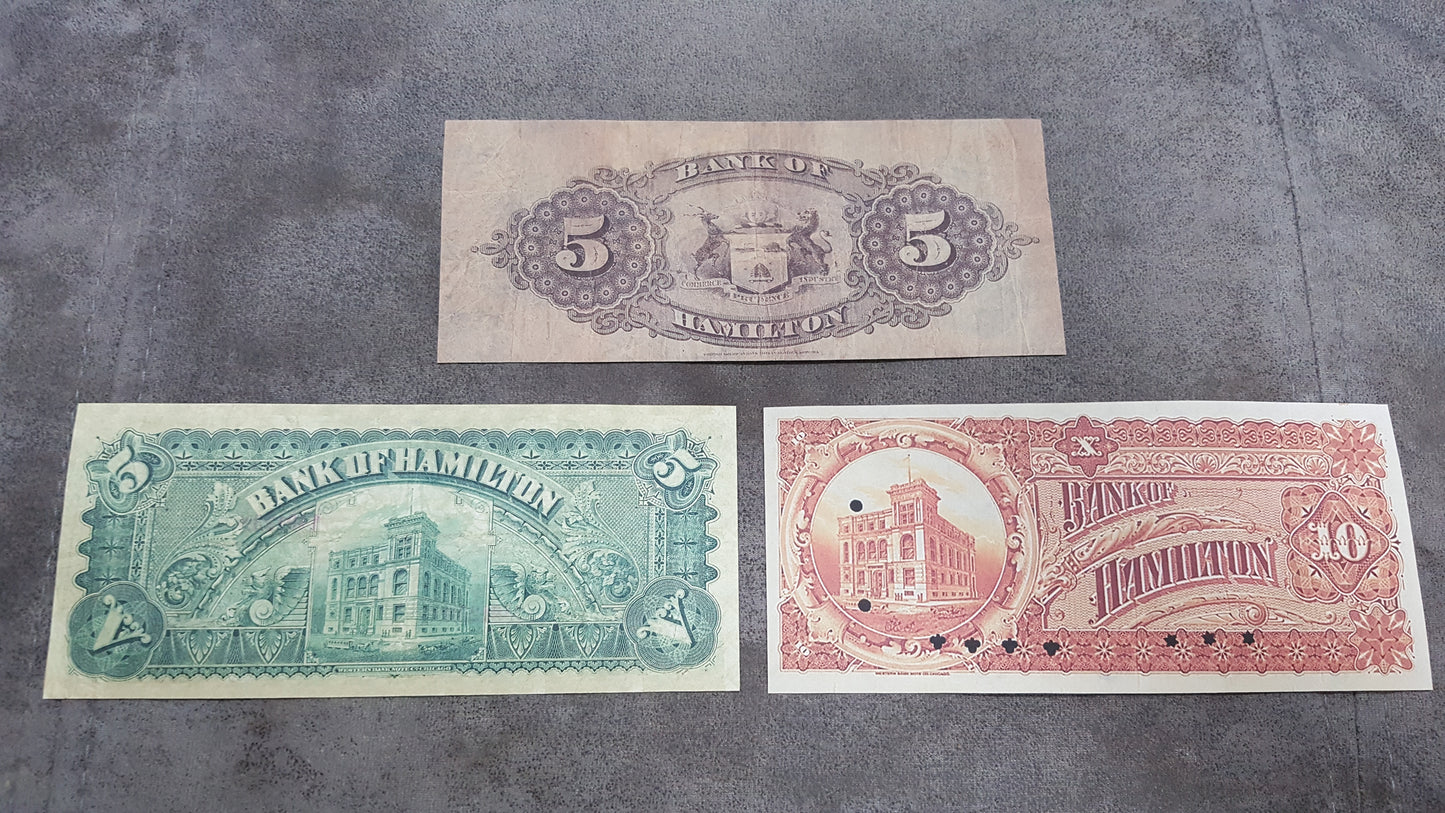 BANK OF
5
5
COMMERCE
INDUSTRY
PRUDENCE
HAMILTON
5
5
BANK OF HAMILTON
V
V
WESTERN BANK NOTE CO. CHICAGO
X
BANK OF
10
HAMILTON
WESTERN BANK NOTE CO. CHICAGO.